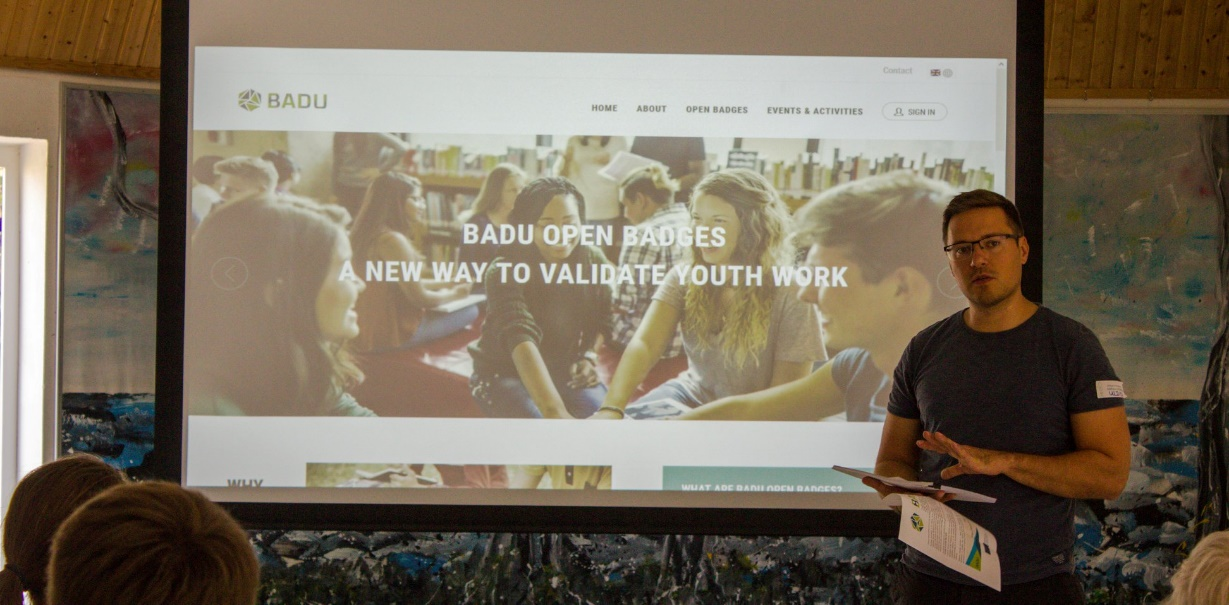 Contact
BADU
HOME ABOUT OPEN BADGES EVENTS & ACTIVITIES SIGN IN
BADU OPEN BADGES
A NEW WAY TO VALIDATE YOUTH WORK
WHY
WHAT ARE BADU OPEN BADGES?